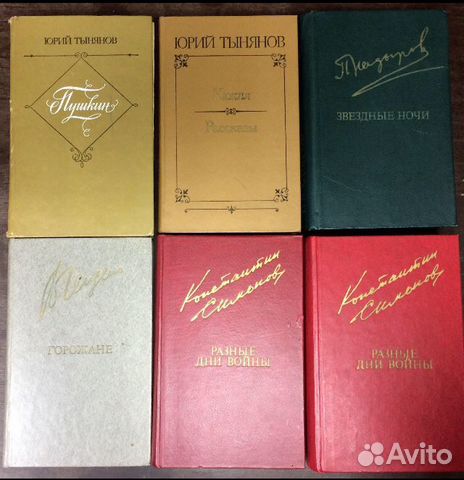 ЮРИЙ ТЫНЯНОВ
Пушкин
ЮРИЙ ТЫНЯНОВ
Кюхля
Рассказы
П Кадыров
ЗВЕЗДНЫЕ НОЧИ
ГОРОЖАНЕ
Константин
Симонов
РАЗНЫЕ
ДНИ ВОЙНЫ
Константин
Симонов
РАЗНЫЕ
ДНИ ВОЙНЫ
Avito